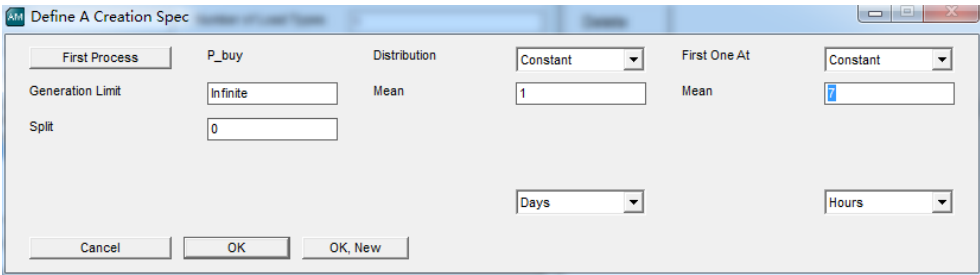 AM Define A Creation Spec
First Process P_buy Distribution Constant First One At Constant
Generation Limit Infinite Mean 1 Mean 7
Split 0
Days Hours
Cancel OK OK, New